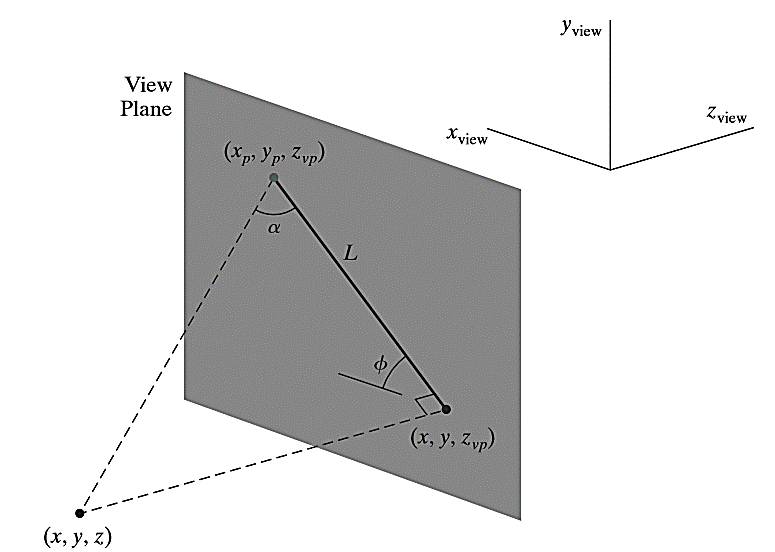 y_view
View
Plane
z_view
x_view
(x_p, y_p, z_vp)
α
L
ϕ
(x, y, z_vp)
(x, y, z)